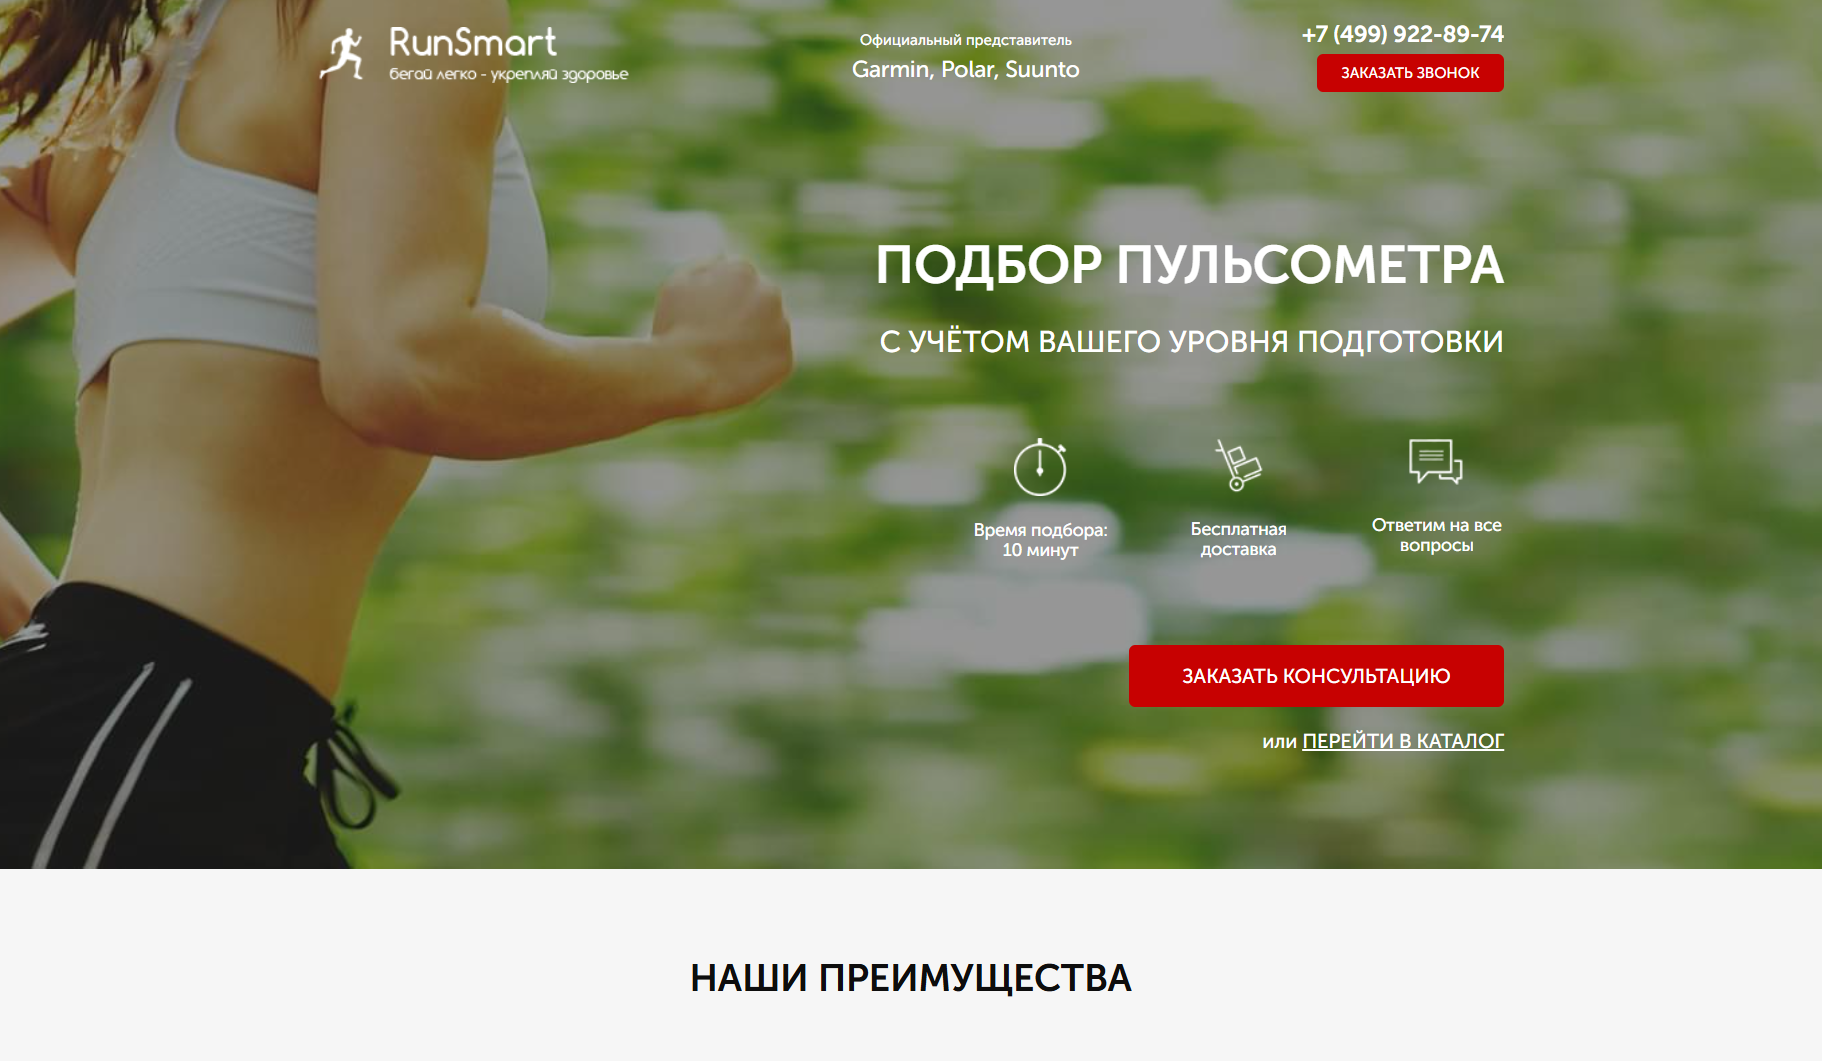 RunSmart
бегай легко - укрепляй здоровье
Официальный представитель
Garmin, Polar, Suunto
+7 (499) 922-89-74
ЗАКАЗАТЬ ЗВОНОК
ПОДБОР ПУЛЬСОМЕТРА
С УЧЁТОМ ВАШЕГО УРОВНЯ ПОДГОТОВКИ
Время подбора:
10 минут
Бесплатная
доставка
Ответим на все
вопросы
ЗАКАЗАТЬ КОНСУЛЬТАЦИЮ
или ПЕРЕЙТИ В КАТАЛОГ
НАШИ ПРЕИМУЩЕСТВА